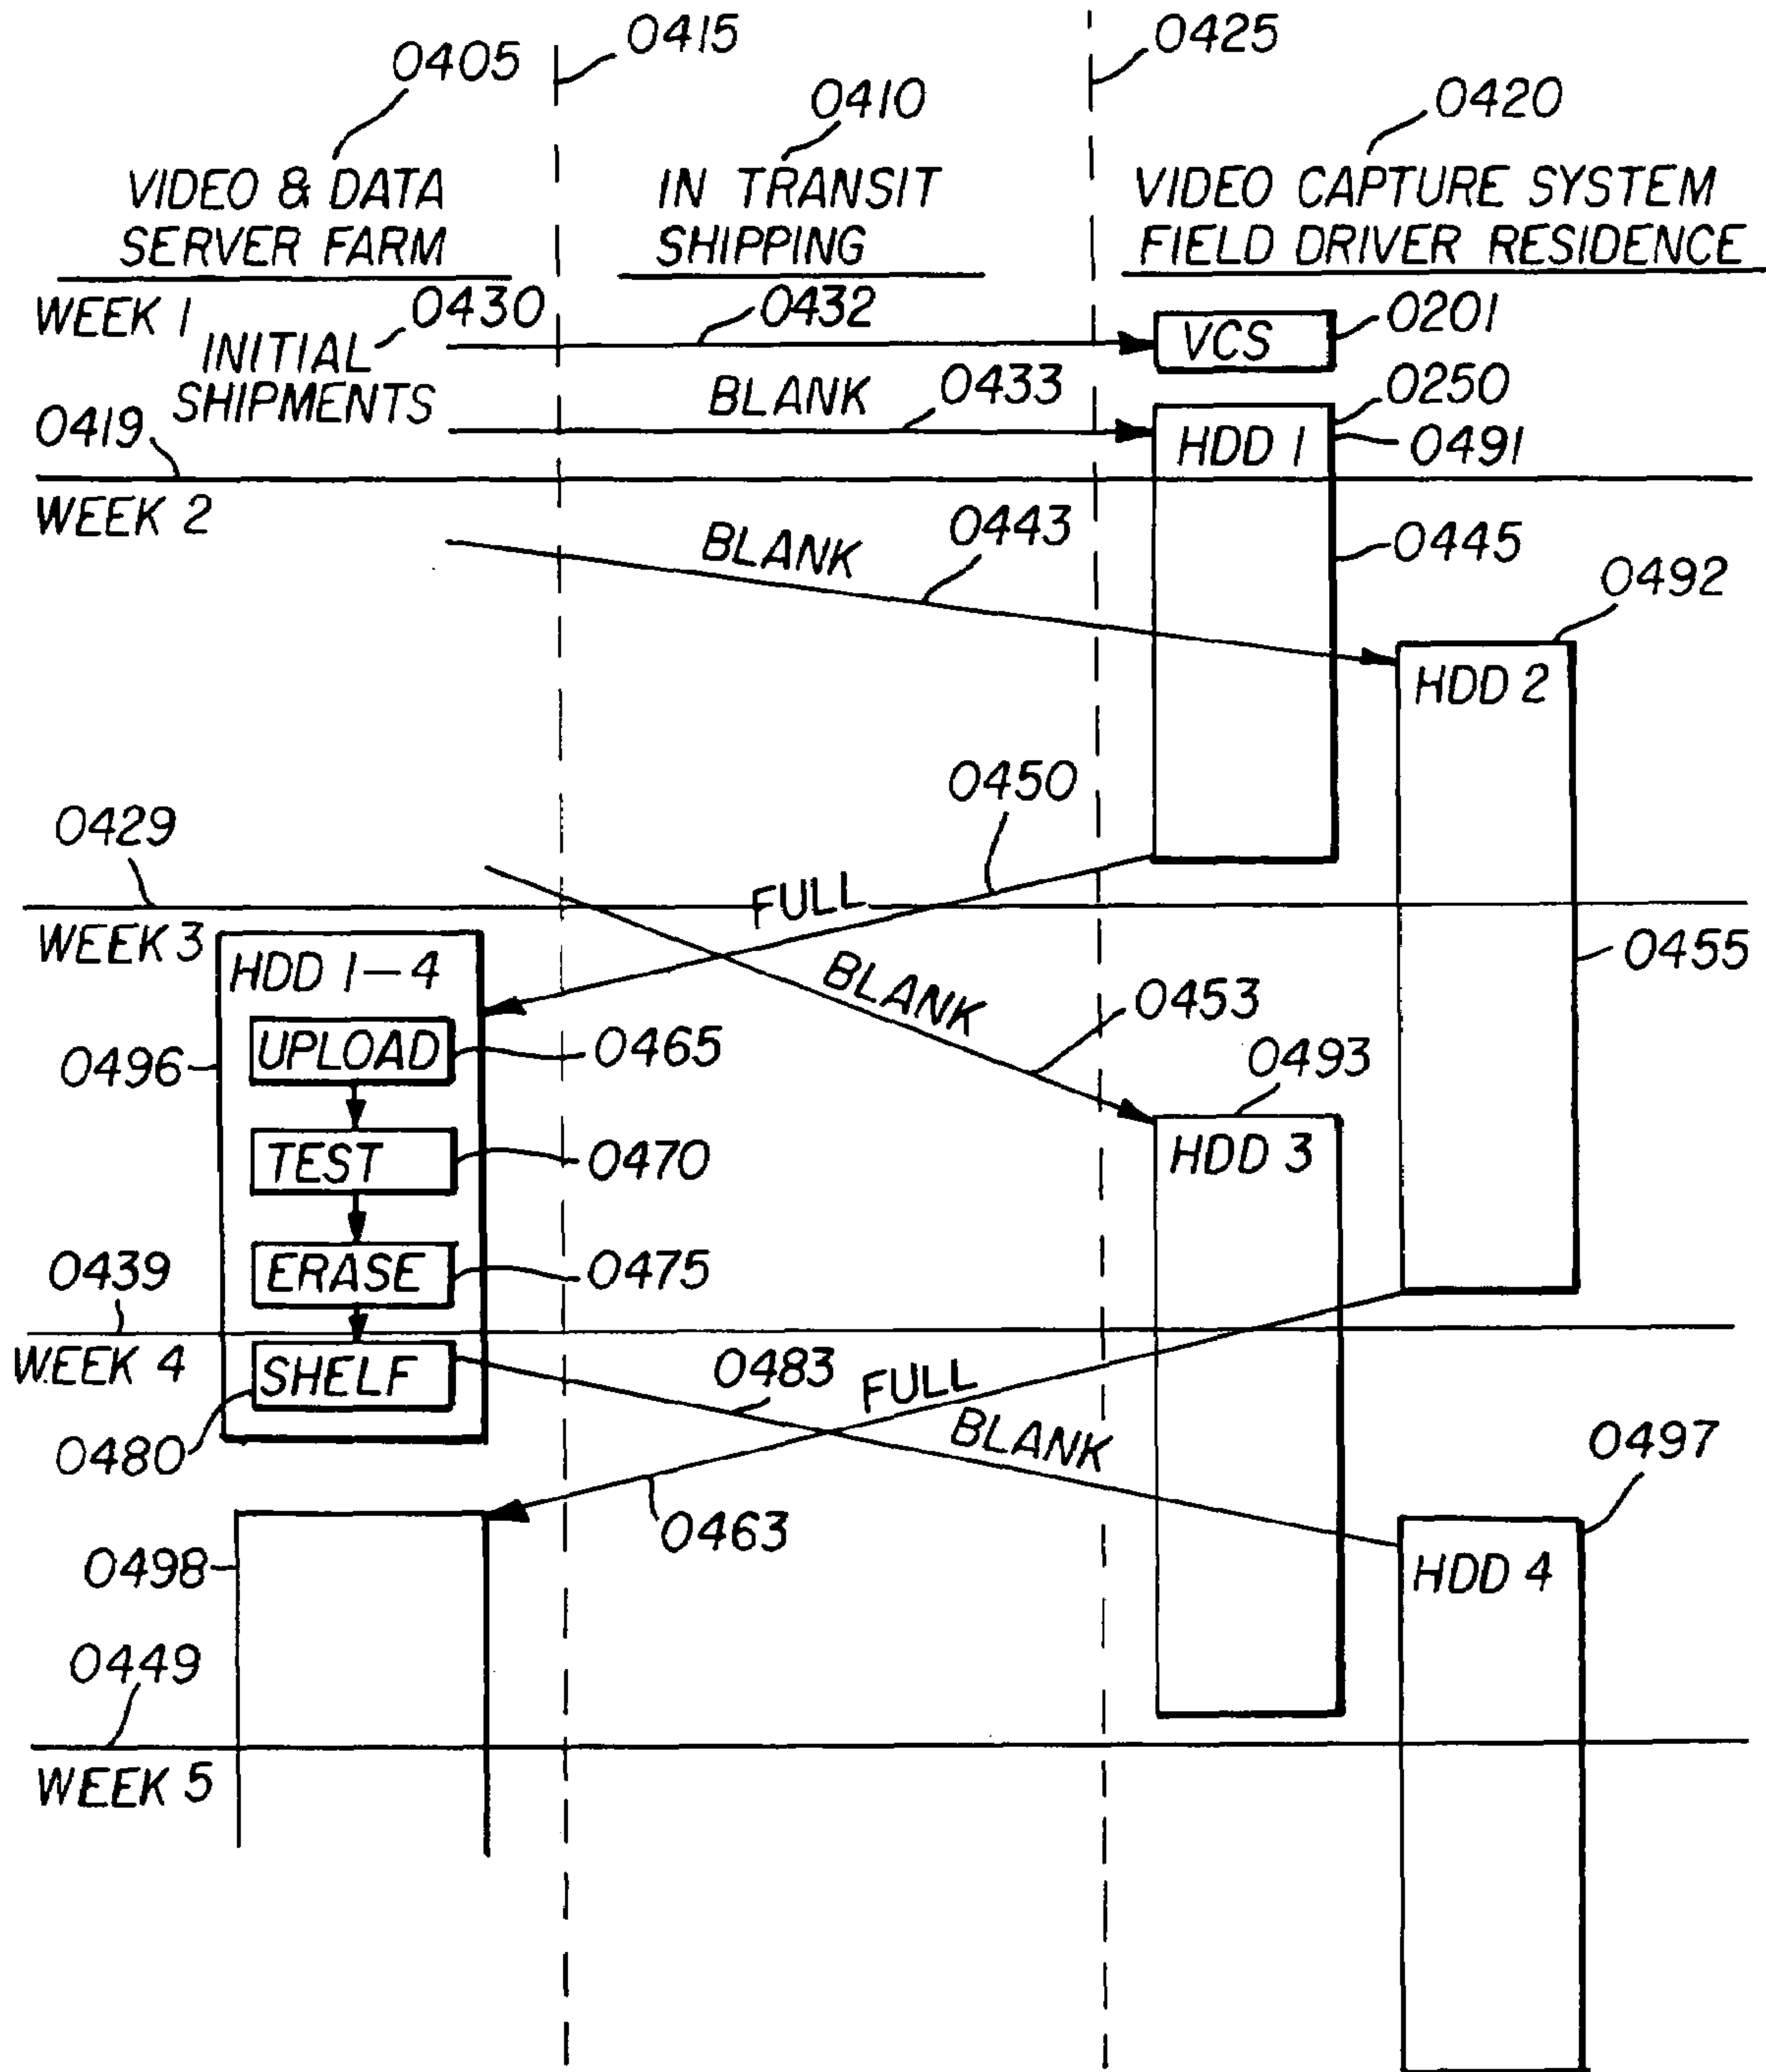 0415
0425
0405
0410
0420
VIDEO & DATA
SERVER FARM
IN TRANSIT
SHIPPING
VIDEO CAPTURE SYSTEM
FIELD DRIVER RESIDENCE
WEEK 1
INITIAL
SHIPMENTS
0430
0432
VCS
0201
BLANK
0433
0250
HDD 1
0491
0419
WEEK 2
BLANK
0443
0445
0492
HDD 2
0450
0429
FULL
WEEK 3
HDD 1-4
BLANK
0455
0453
0496
UPLOAD
0465
0493
TEST
0470
HDD 3
0439
ERASE
0475
WEEK 4
SHELF
0483
FULL
BLANK
0480
0497
0463
0498
HDD 4
0449
WEEK 5